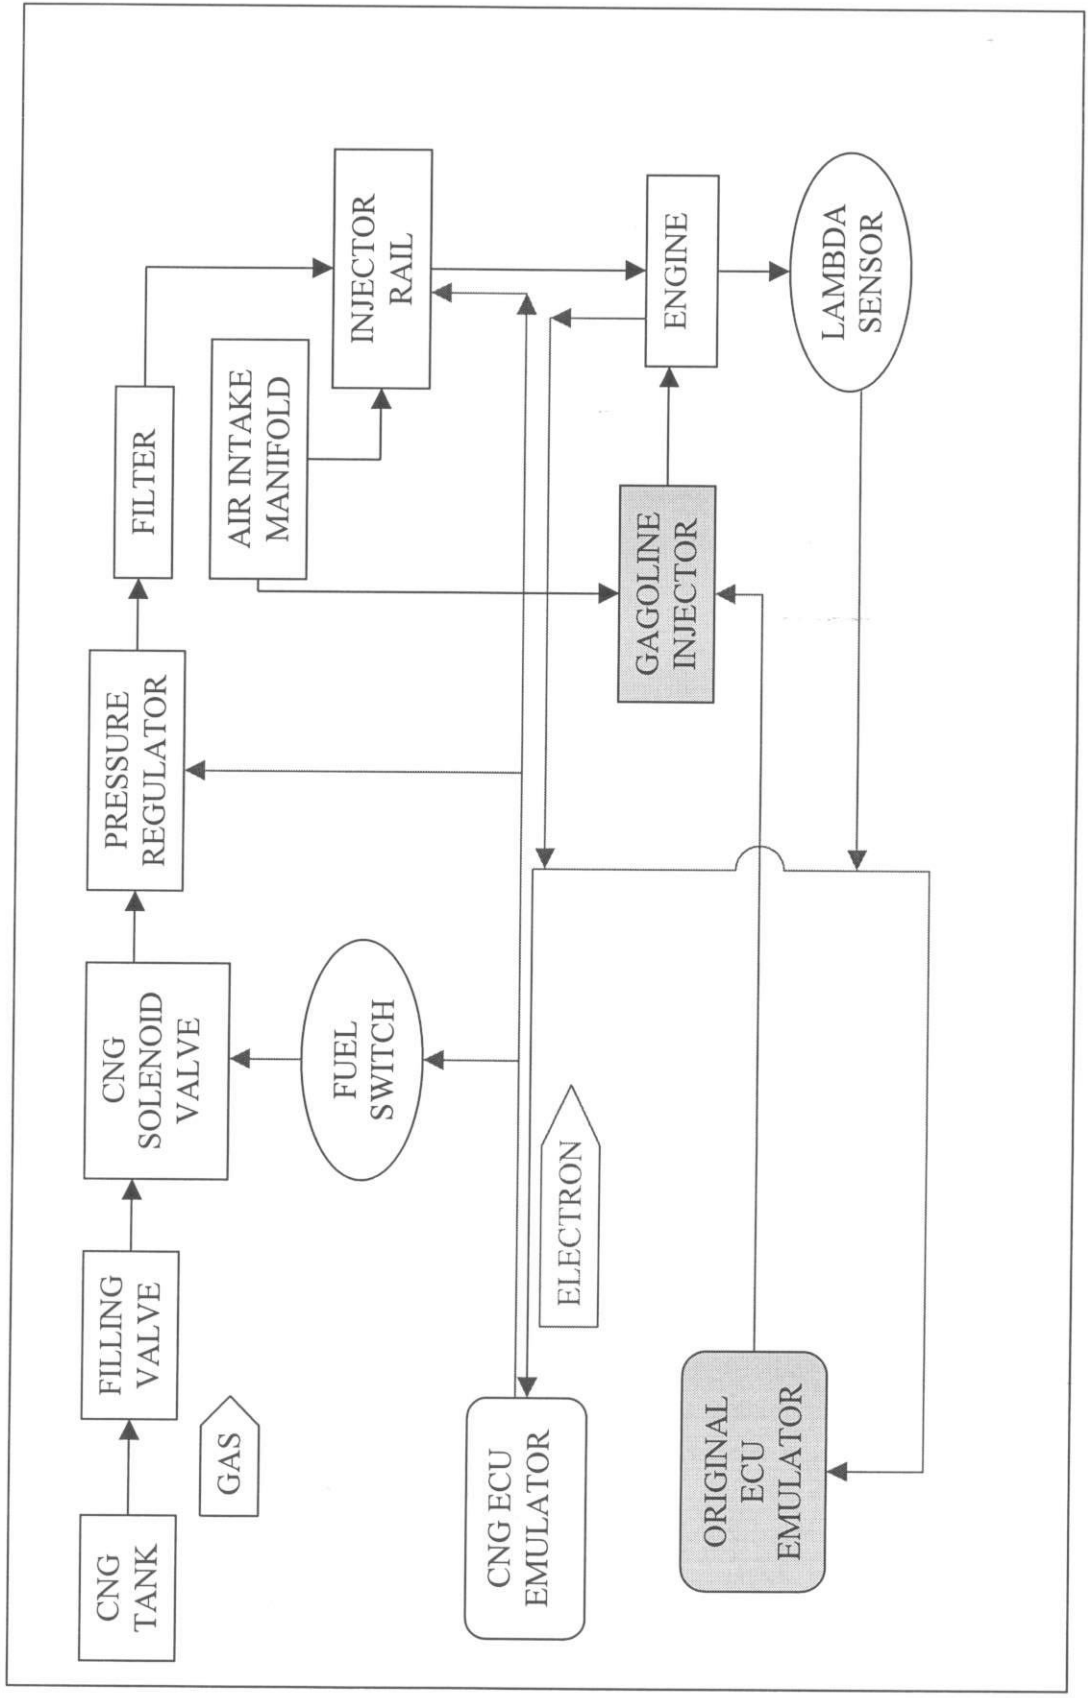 CNG
TANK
FILLING
VALVE
CNG
SOLENOID
VALVE
PRESSURE
REGULATOR
FILTER
GAS
AIR INTAKE
MANIFOLD
INJECTOR
RAIL
FUEL
SWITCH
CNG ECU
EMULATOR
ELECTRON
GAGOLINE
INJECTOR
ENGINE
ORIGINAL
ECU
EMULATOR
LAMBDA
SENSOR